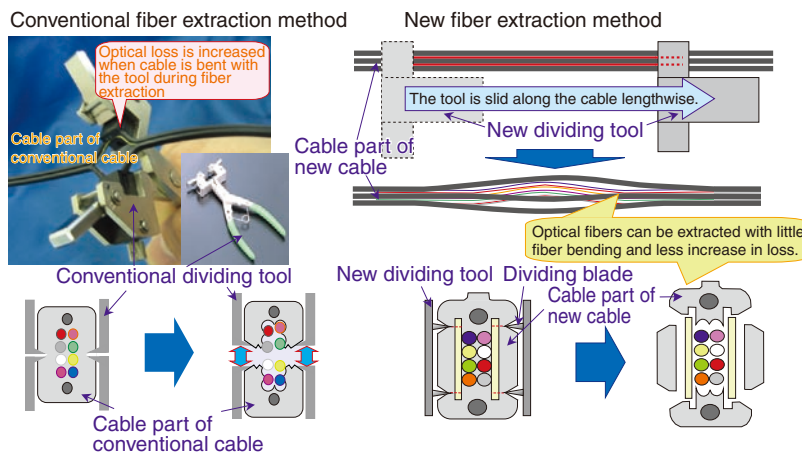 Conventional fiber extraction method
Optical loss is increased
when cable is bent with
the tool during fiber
extraction
Cable part of
conventional cable
Conventional dividing tool
Cable part of
conventional cable
New fiber extraction method
The tool is slid along the cable lengthwise.
New dividing tool
Cable part of
new cable
Optical fibers can be extracted with little
fiber bending and less increase in loss.
New dividing tool
Dividing blade
Cable part of
new cable